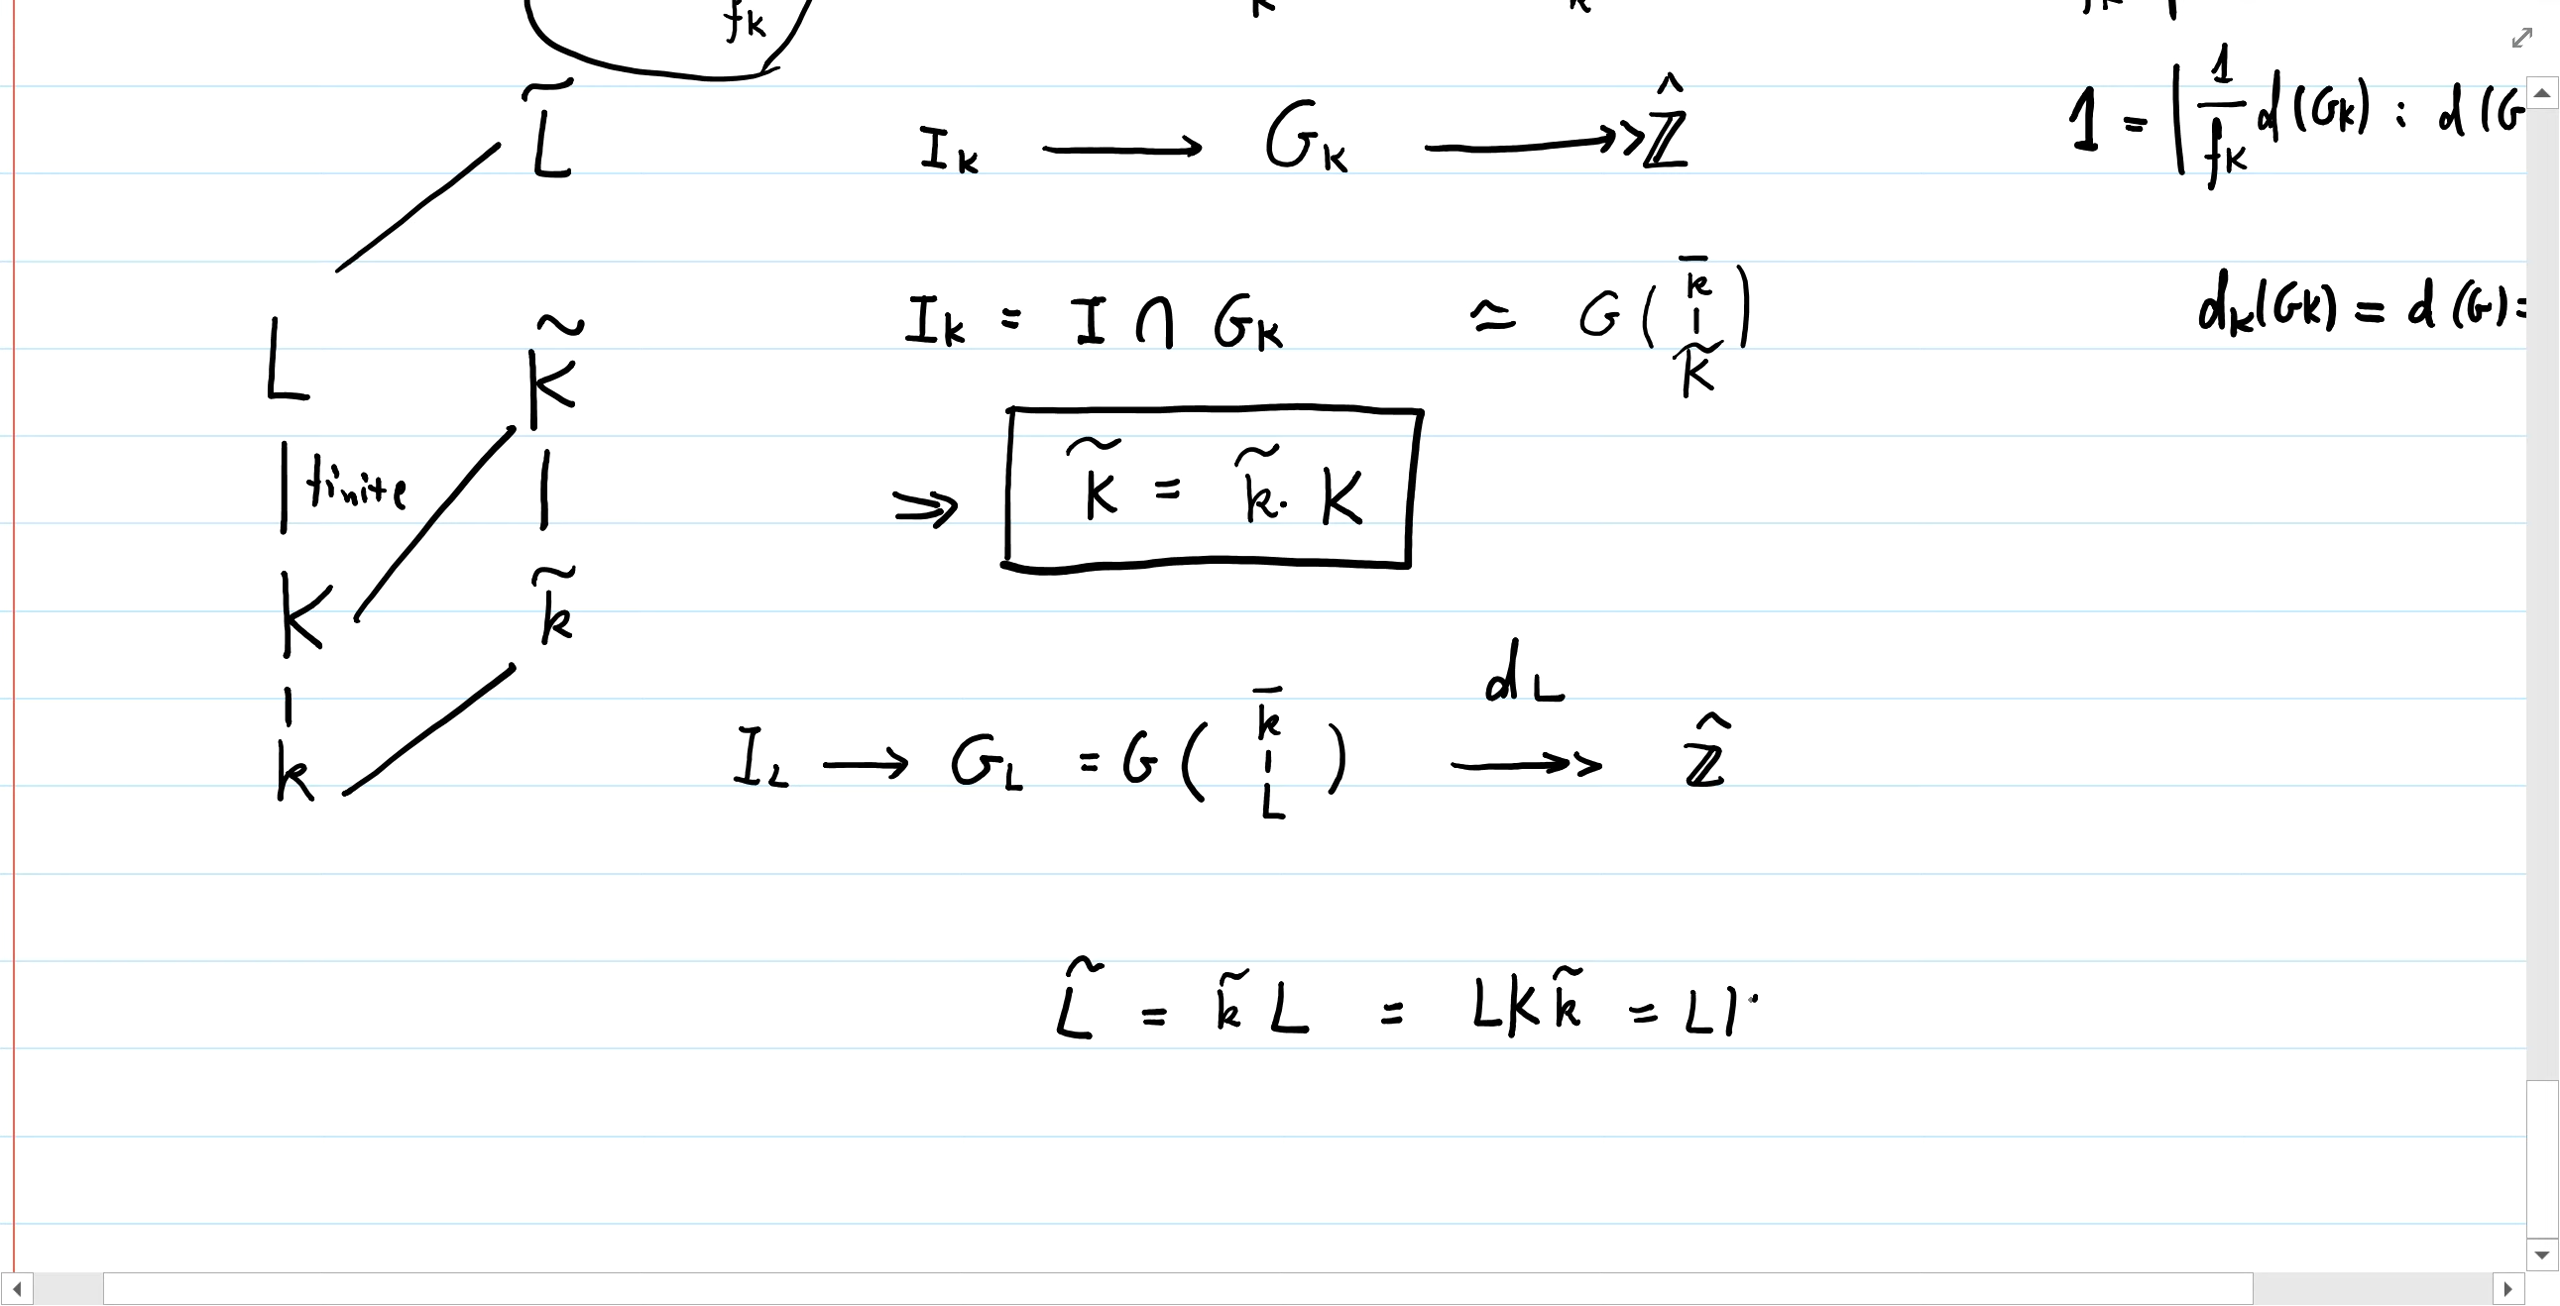 f_K
1 = | 1/f_K d(G_K) : d(G
L̃
I_K ⟶ G_K ↠ Ẑ
d_K(G_K) = d(G) =
I_K = I ∩ G_K ≃ G( k̄ | K̃ )
L K̃
K̃ = k̃ · K
finite
⇒
K k̃
d_L
k
I_L ⟶ G_L = G( k̄ | L ) ↠ Ẑ
L̃ = k̃ L = L K k̃ = L